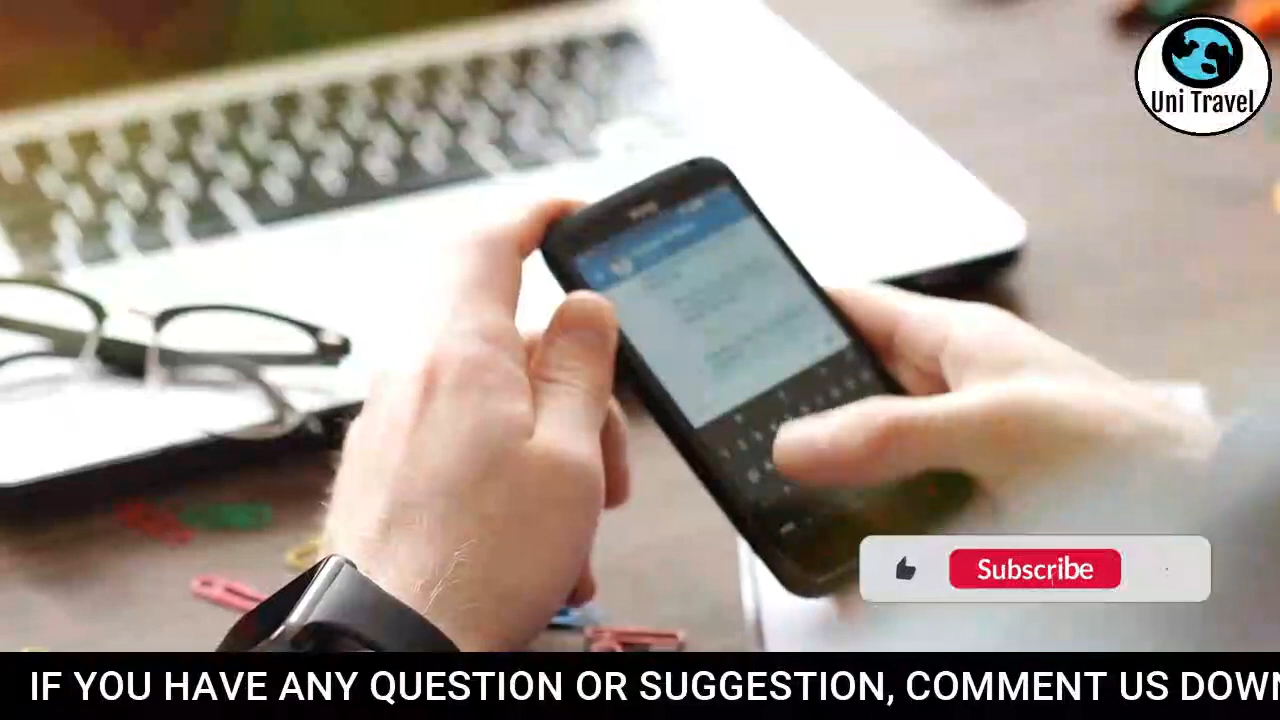 Uni Travel
Subscribe
IF YOU HAVE ANY QUESTION OR SUGGESTION, COMMENT US DOWN